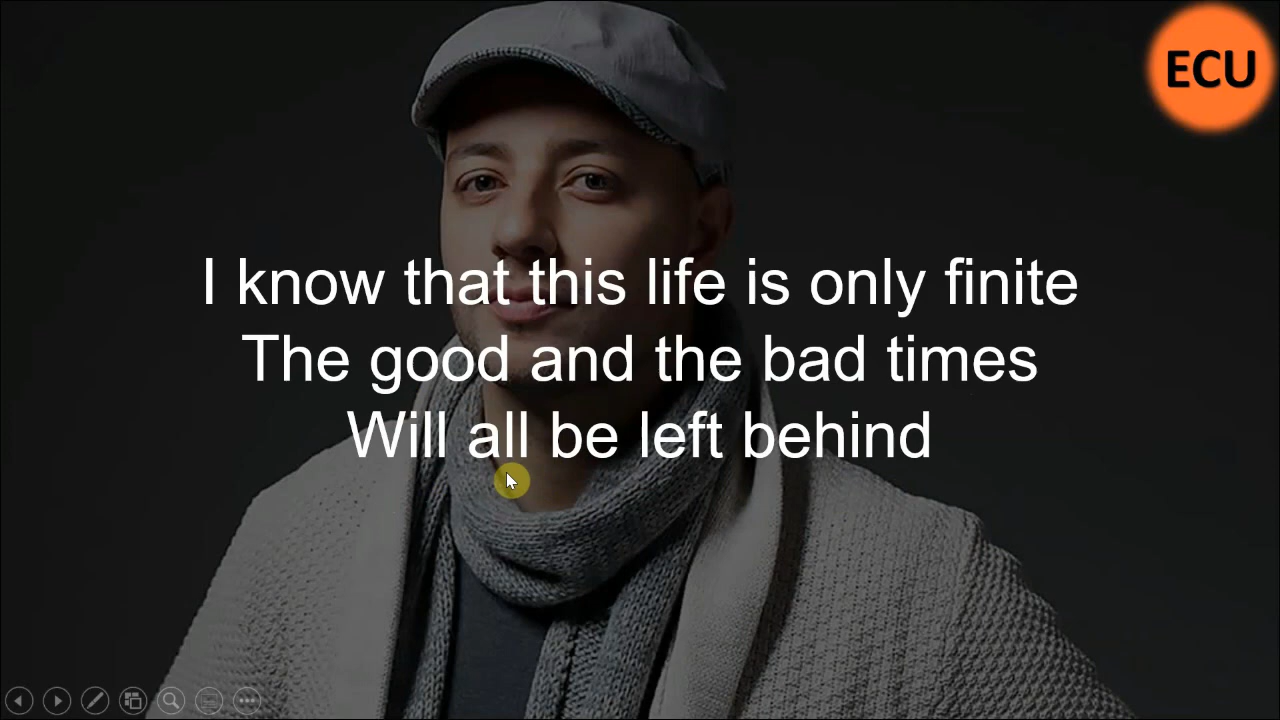 ECU
I know that this life is only finite
The good and the bad times
Will all be left behind